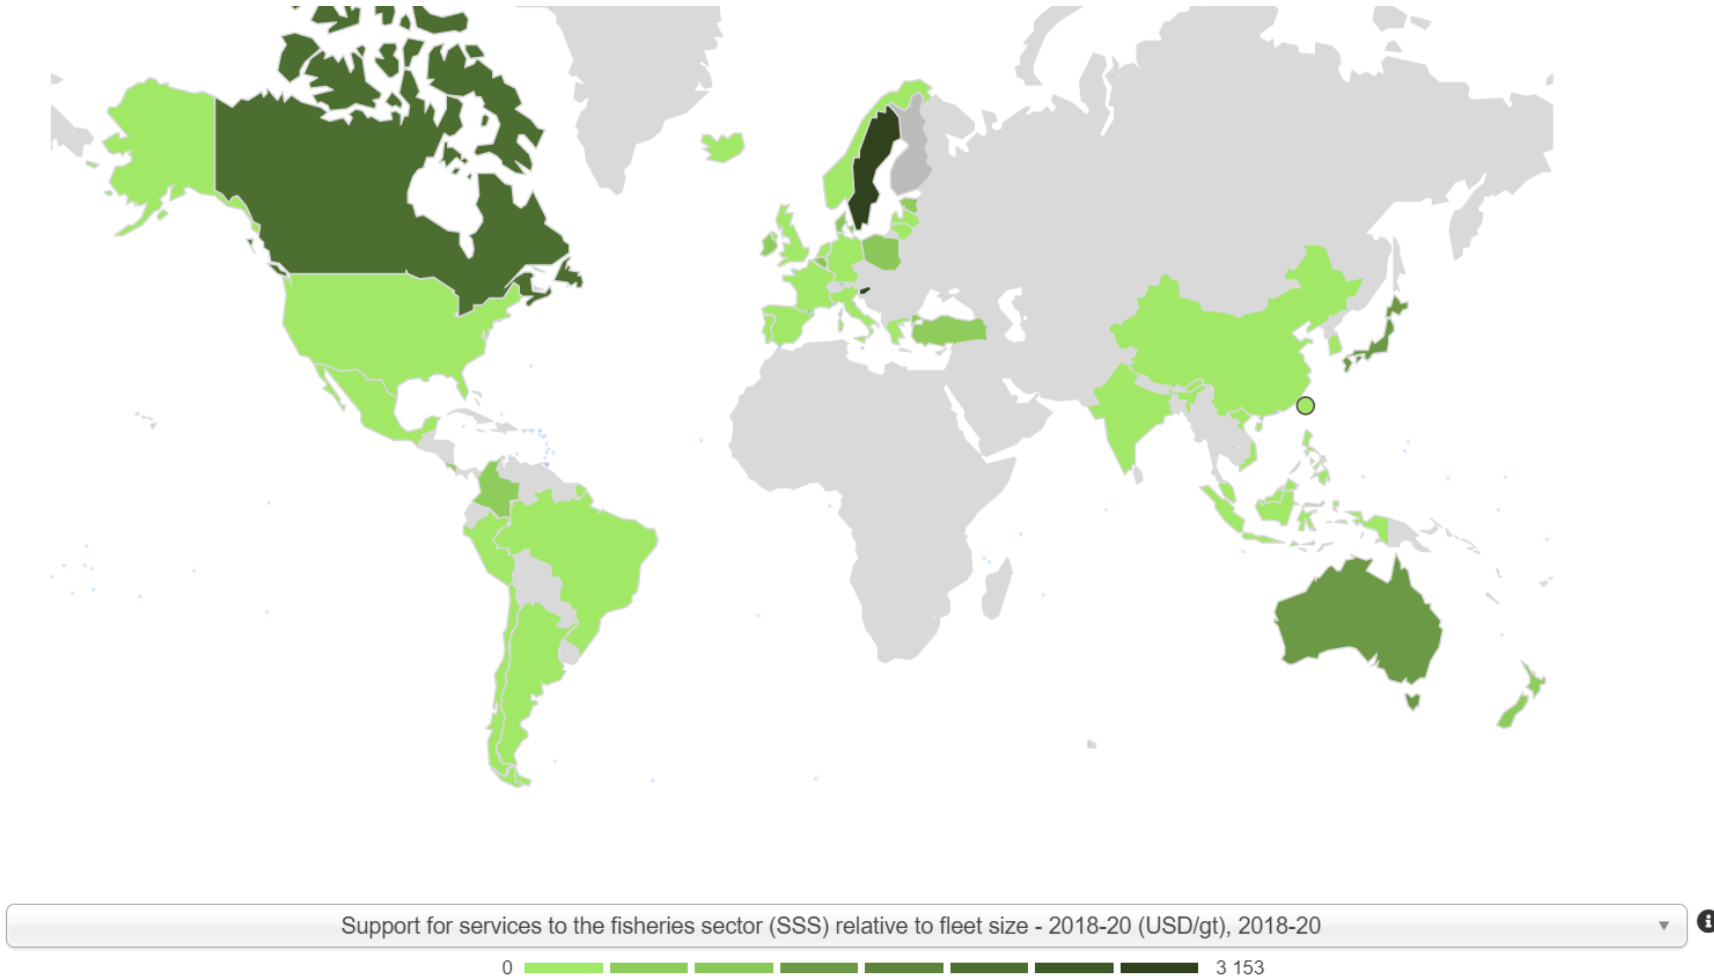 Support for services to the fisheries sector (SSS) relative to fleet size - 2018-20 (USD/gt), 2018-20
0 3 153